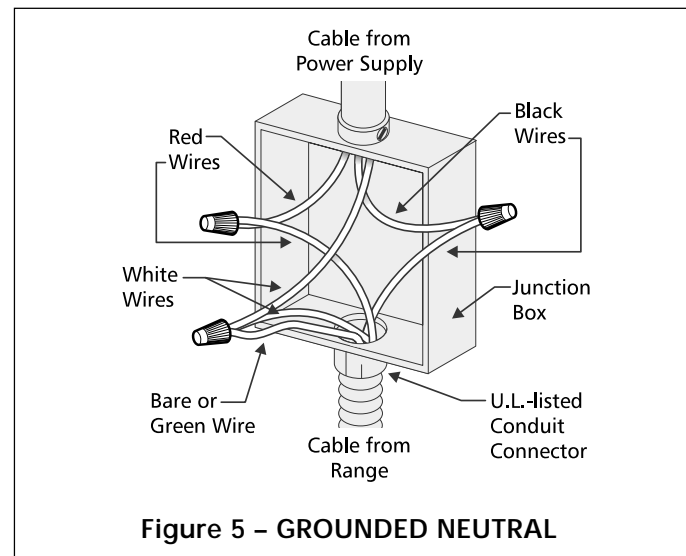 Cable from
Power Supply
Black
Wires
Red
Wires
White
Wires
Junction
Box
Bare or
Green Wire
U.L.-listed
Conduit
Connector
Cable from
Range
Figure 5 – GROUNDED NEUTRAL